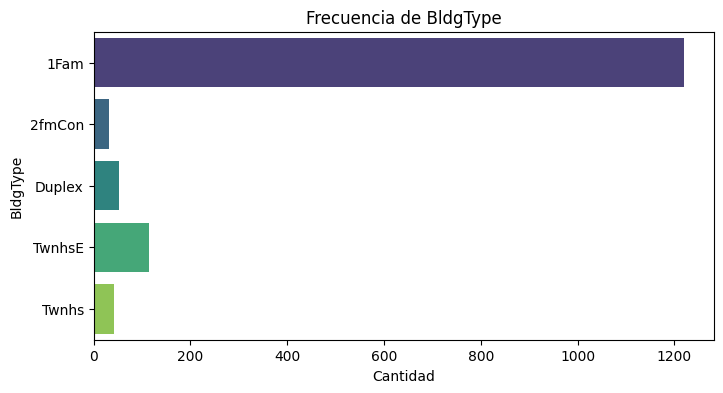 Frecuencia de BldgType
1Fam
2fmCon
Duplex
TwnhsE
Twnhs
BldgType
0 200 400 600 800 1000 1200
Cantidad